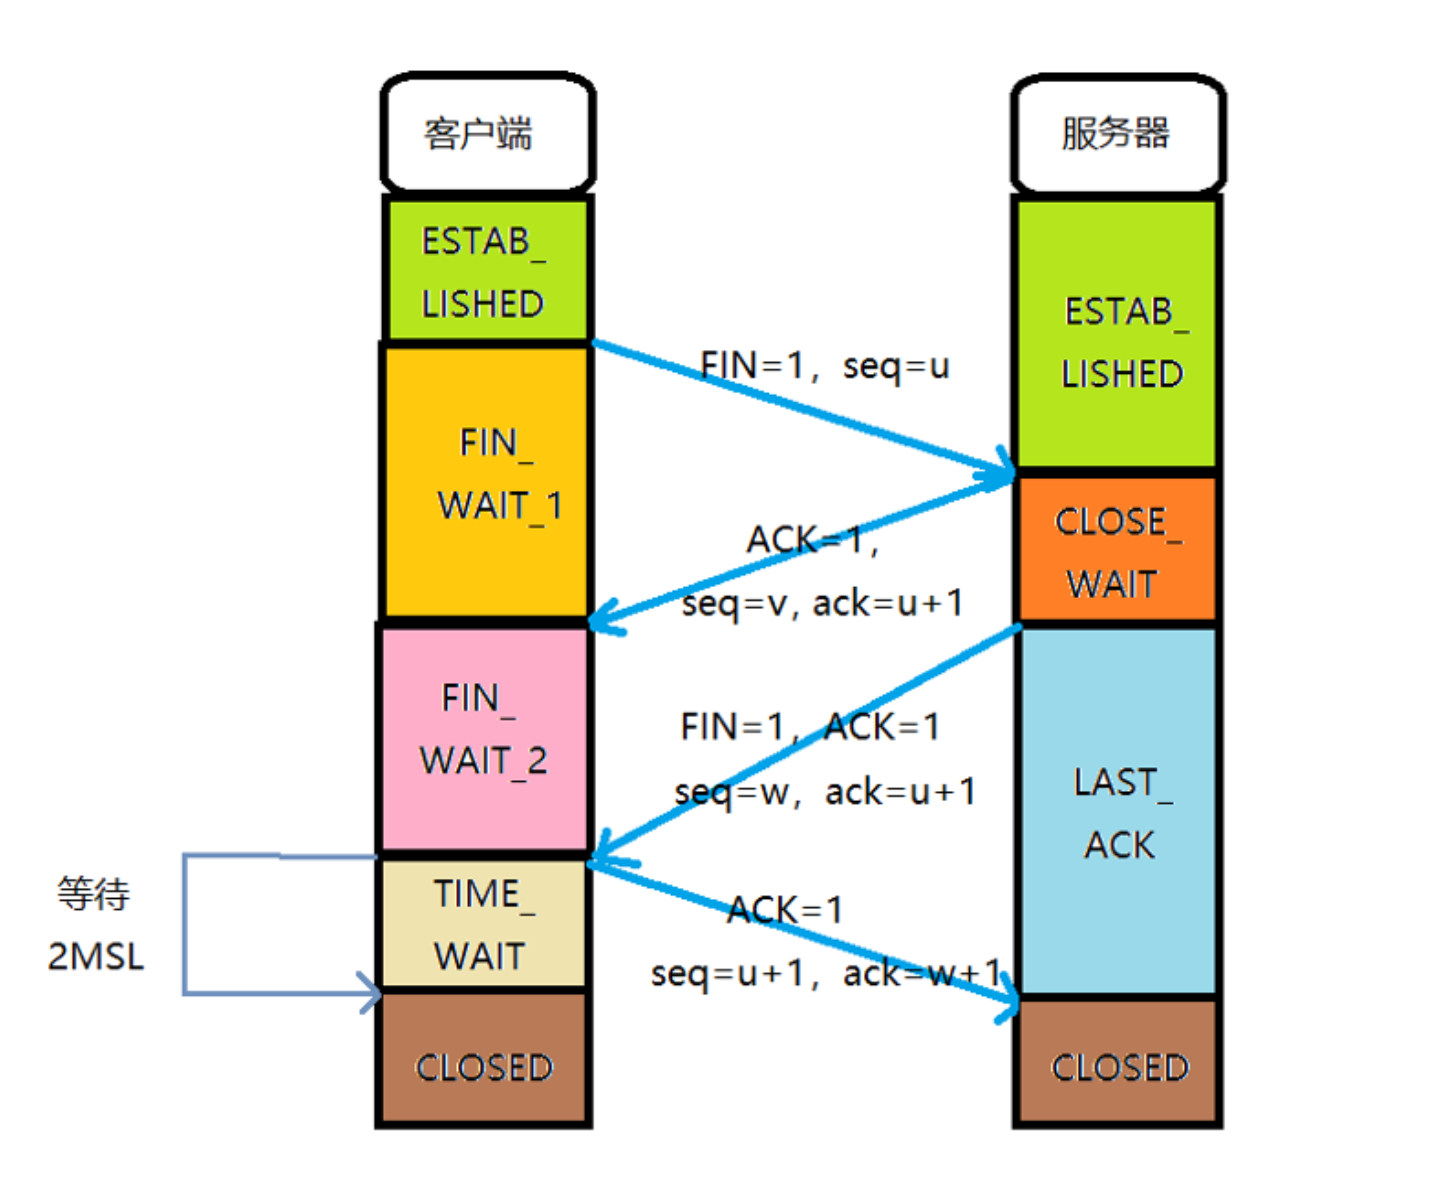 客户端
服务器
ESTAB_
LISHED
ESTAB_
LISHED
FIN=1, seq=u
FIN_
WAIT_1
CLOSE_
WAIT
ACK=1,
seq=v, ack=u+1
FIN_
WAIT_2
FIN=1, ACK=1
seq=w, ack=u+1
LAST_
ACK
等待
2MSL
TIME_
WAIT
ACK=1
seq=u+1, ack=w+1
CLOSED
CLOSED